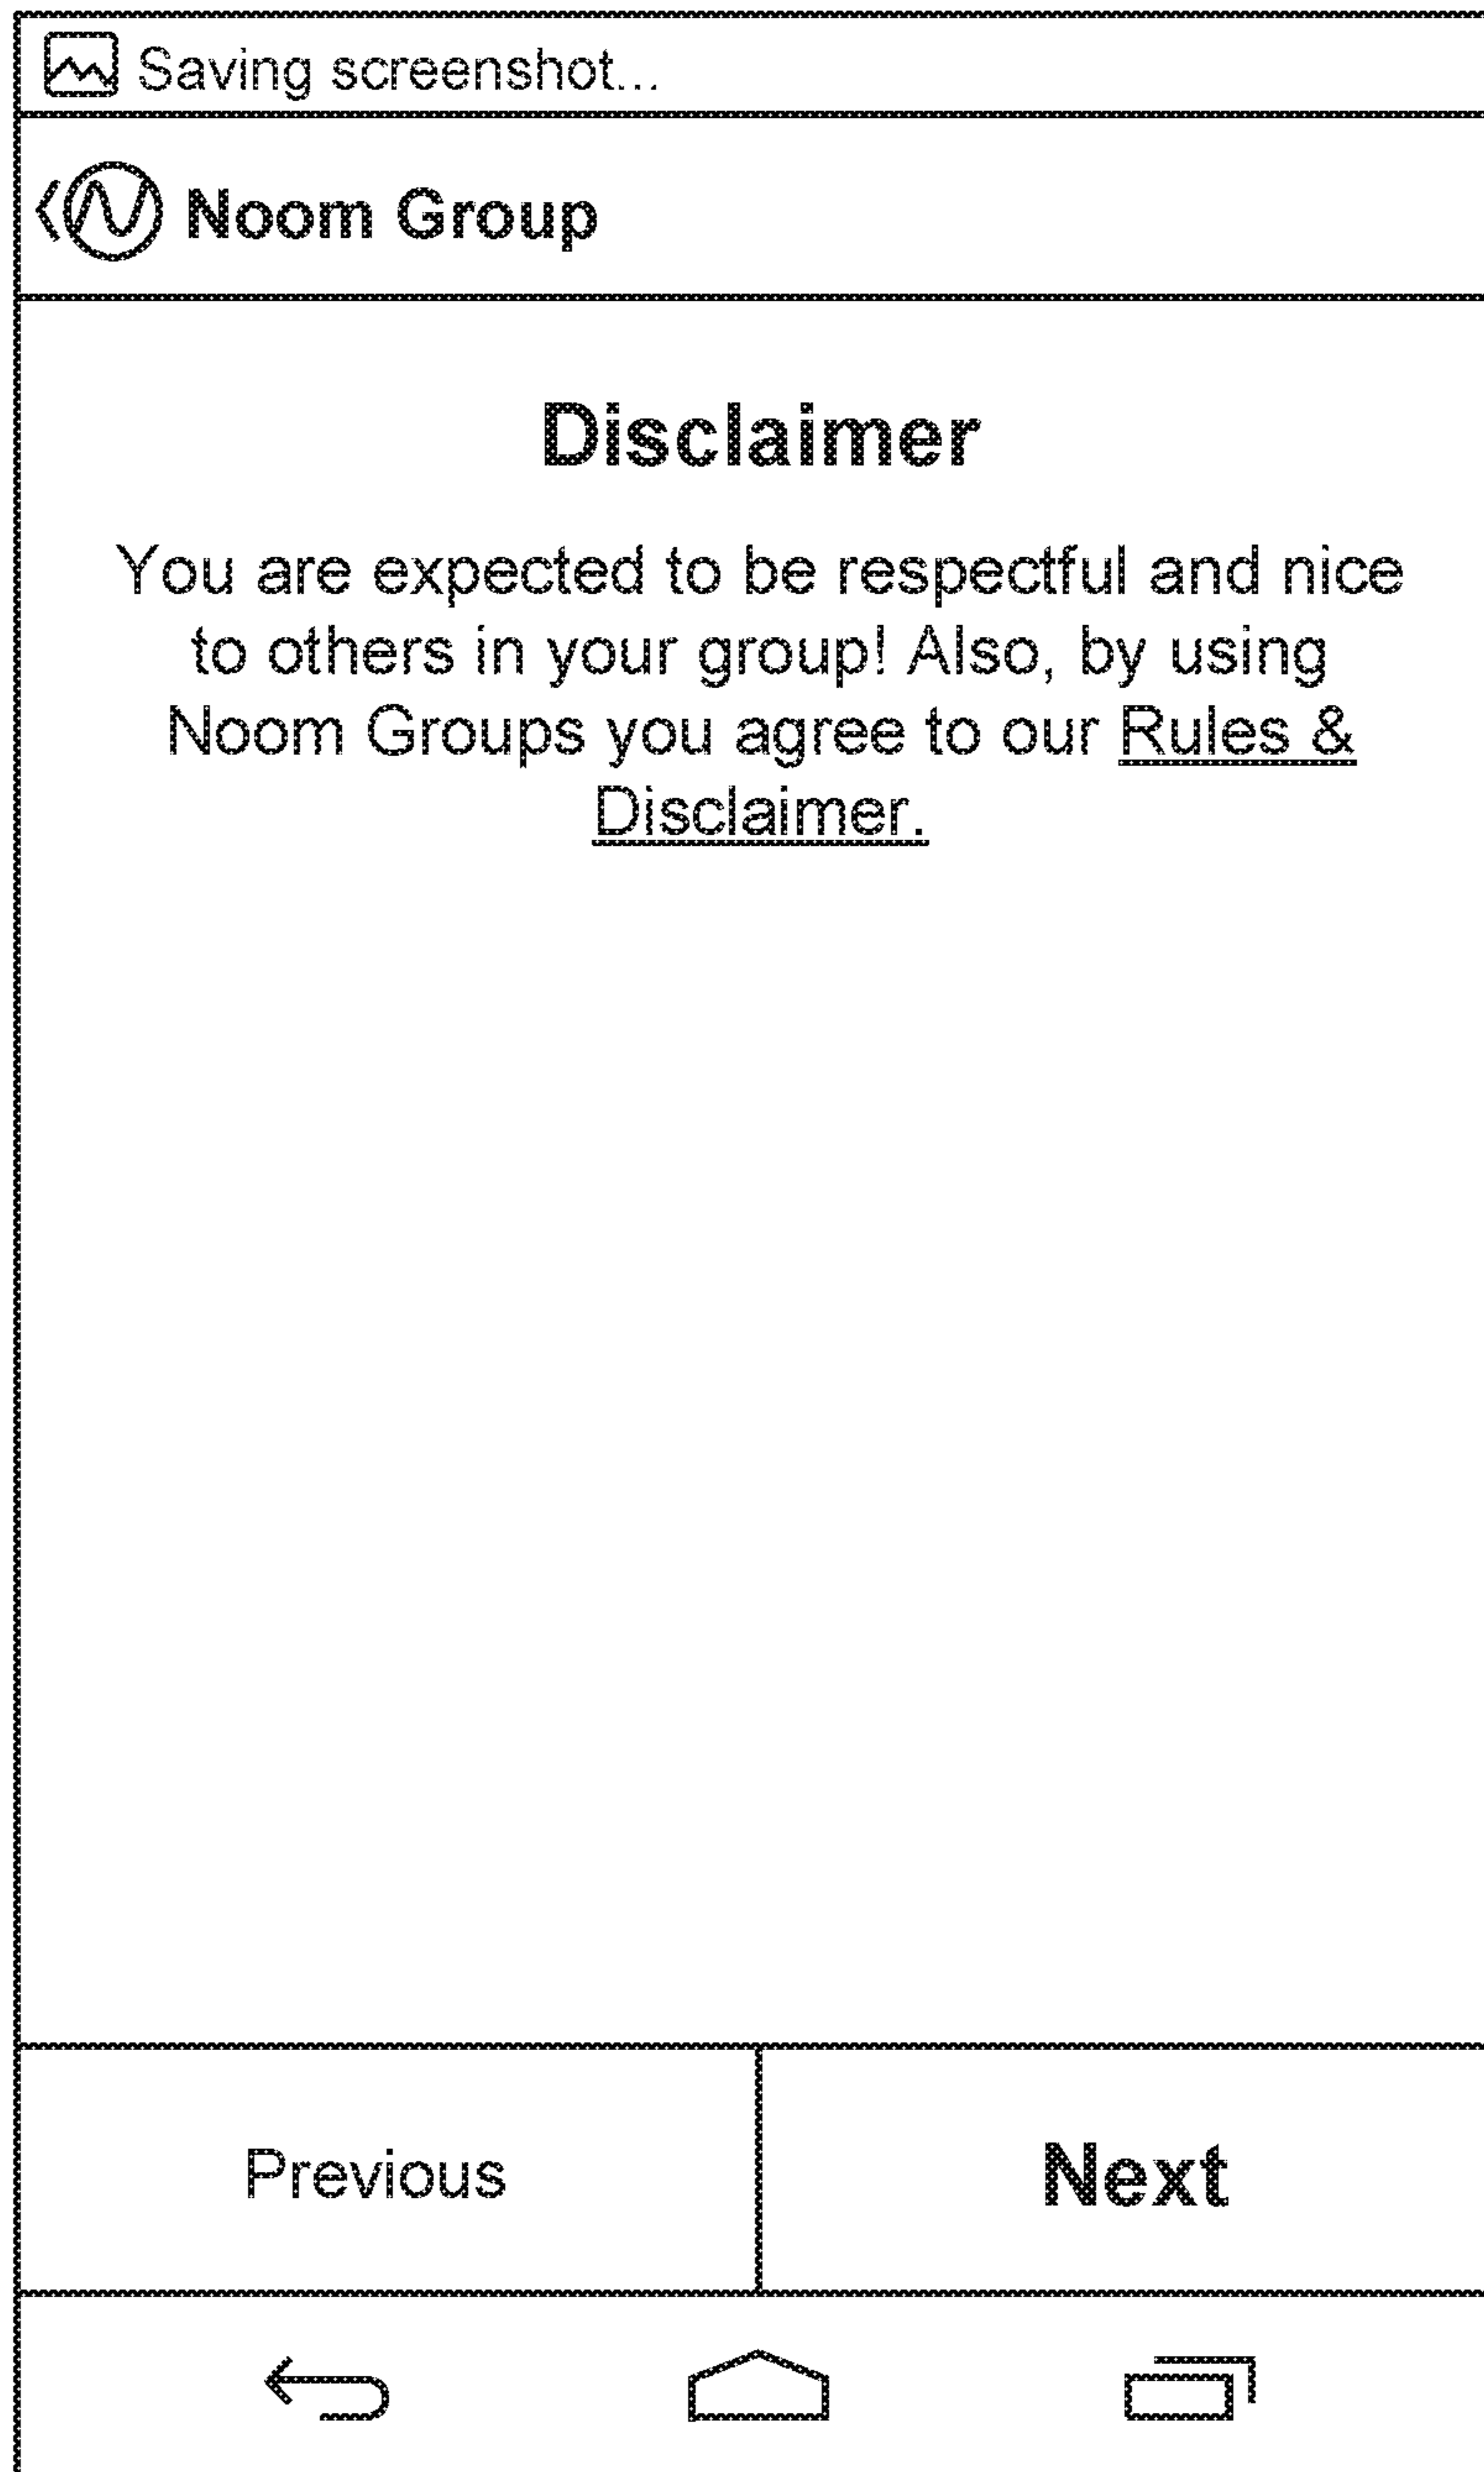 Saving screenshot...
Noom Group
Disclaimer
You are expected to be respectful and nice
to others in your group! Also, by using
Noom Groups you agree to our Rules &
Disclaimer.
Previous
Next